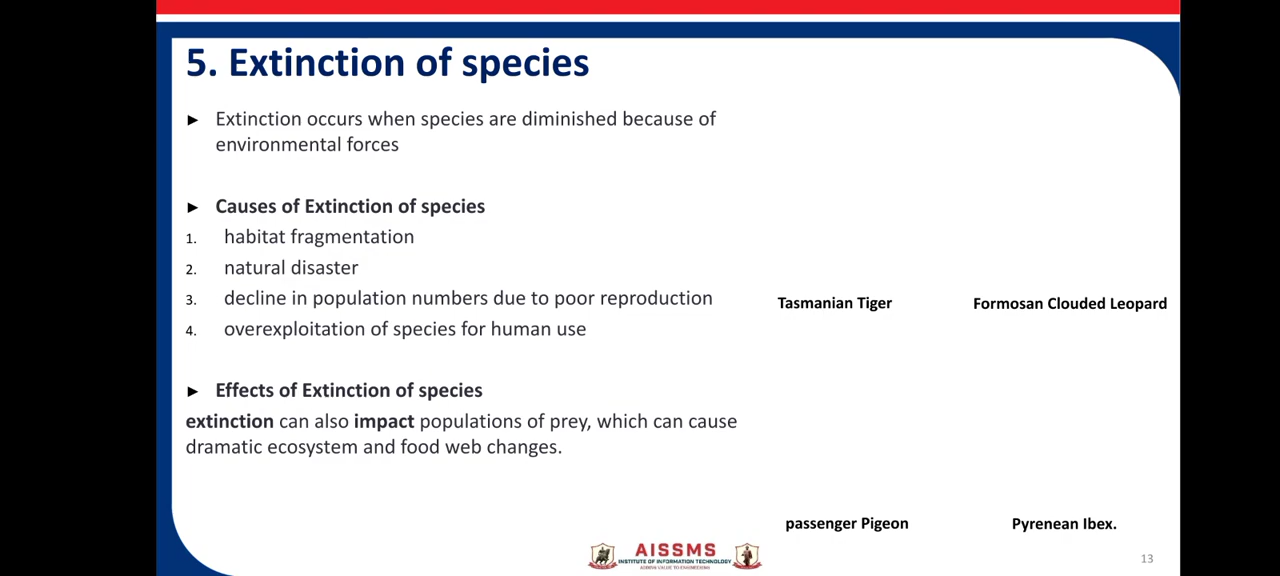 5. Extinction of species
► Extinction occurs when species are diminished because of
environmental forces
► Causes of Extinction of species
1. habitat fragmentation
2. natural disaster
3. decline in population numbers due to poor reproduction
4. overexploitation of species for human use
► Effects of Extinction of species
extinction can also impact populations of prey, which can cause
dramatic ecosystem and food web changes.
Tasmanian Tiger
Formosan Clouded Leopard
passenger Pigeon
Pyrenean Ibex.
AISSMS
INSTITUTE OF INFORMATION TECHNOLOGY
ADDING VALUE TO ENGINEERING
13